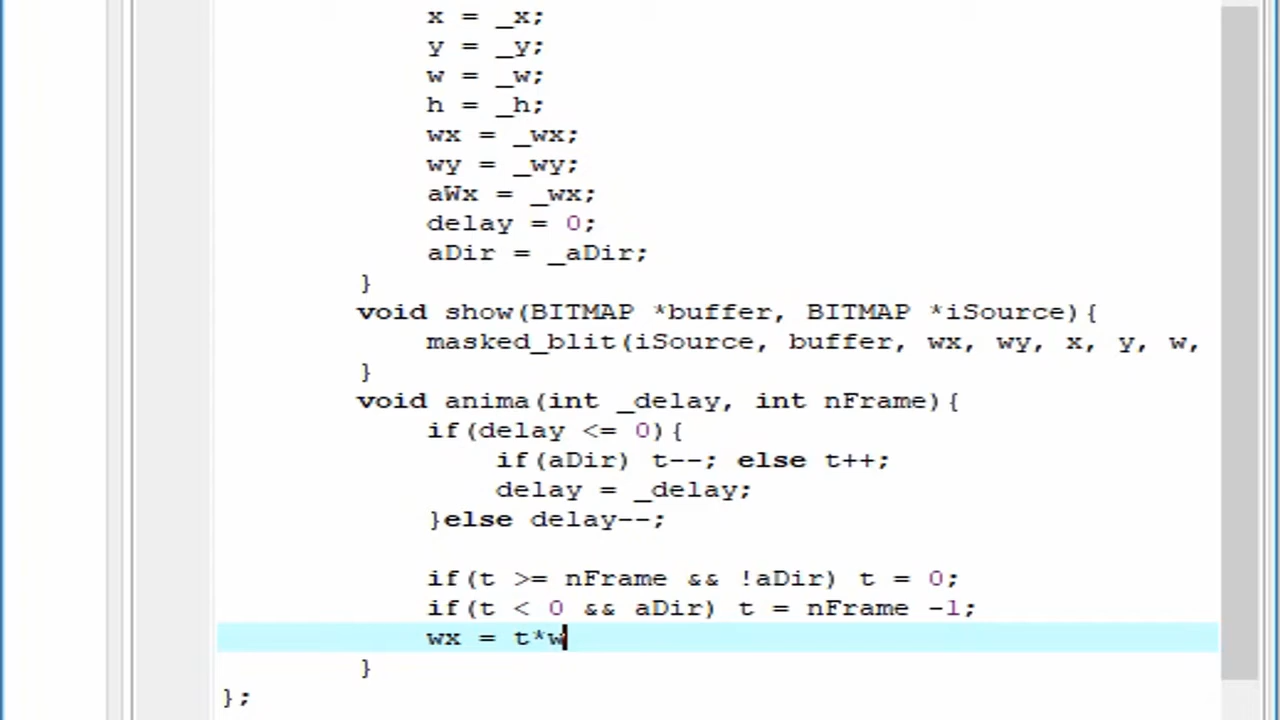 x = _x;
y = _y;
w = _w;
h = _h;
wx = _wx;
wy = _wy;
aWx = _wx;
delay = 0;
aDir = _aDir;
}
void show(BITMAP *buffer, BITMAP *iSource){
masked_blit(iSource, buffer, wx, wy, x, y, w,
}
void anima(int _delay, int nFrame){
if(delay <= 0){
if(aDir) t--; else t++;
delay = _delay;
}else delay--;
if(t >= nFrame && !aDir) t = 0;
if(t < 0 && aDir) t = nFrame -1;
wx = t*w
}
};